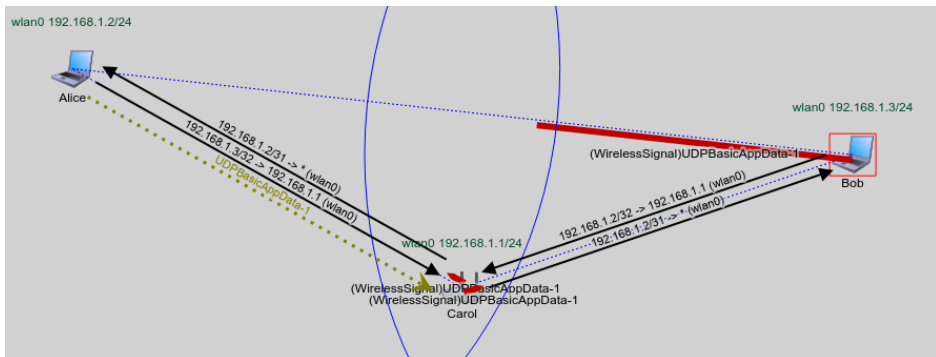 wlan0 192.168.1.2/24
Alice
wlan0 192.168.1.3/24
192.168.1.2/31 -> * (wlan0)
192.168.1.3/32 -> 192.168.1.1 (wlan0)
UDPBasicAppData-1
(WirelessSignal)UDPBasicAppData-1
Bob
192.168.1.2/32 -> 192.168.1.1 (wlan0)
192.168.1.2/31 -> * (wlan0)
wlan0 192.168.1.1/24
(WirelessSignal)UDPBasicAppData-1
(WirelessSignal)UDPBasicAppData-1
Carol